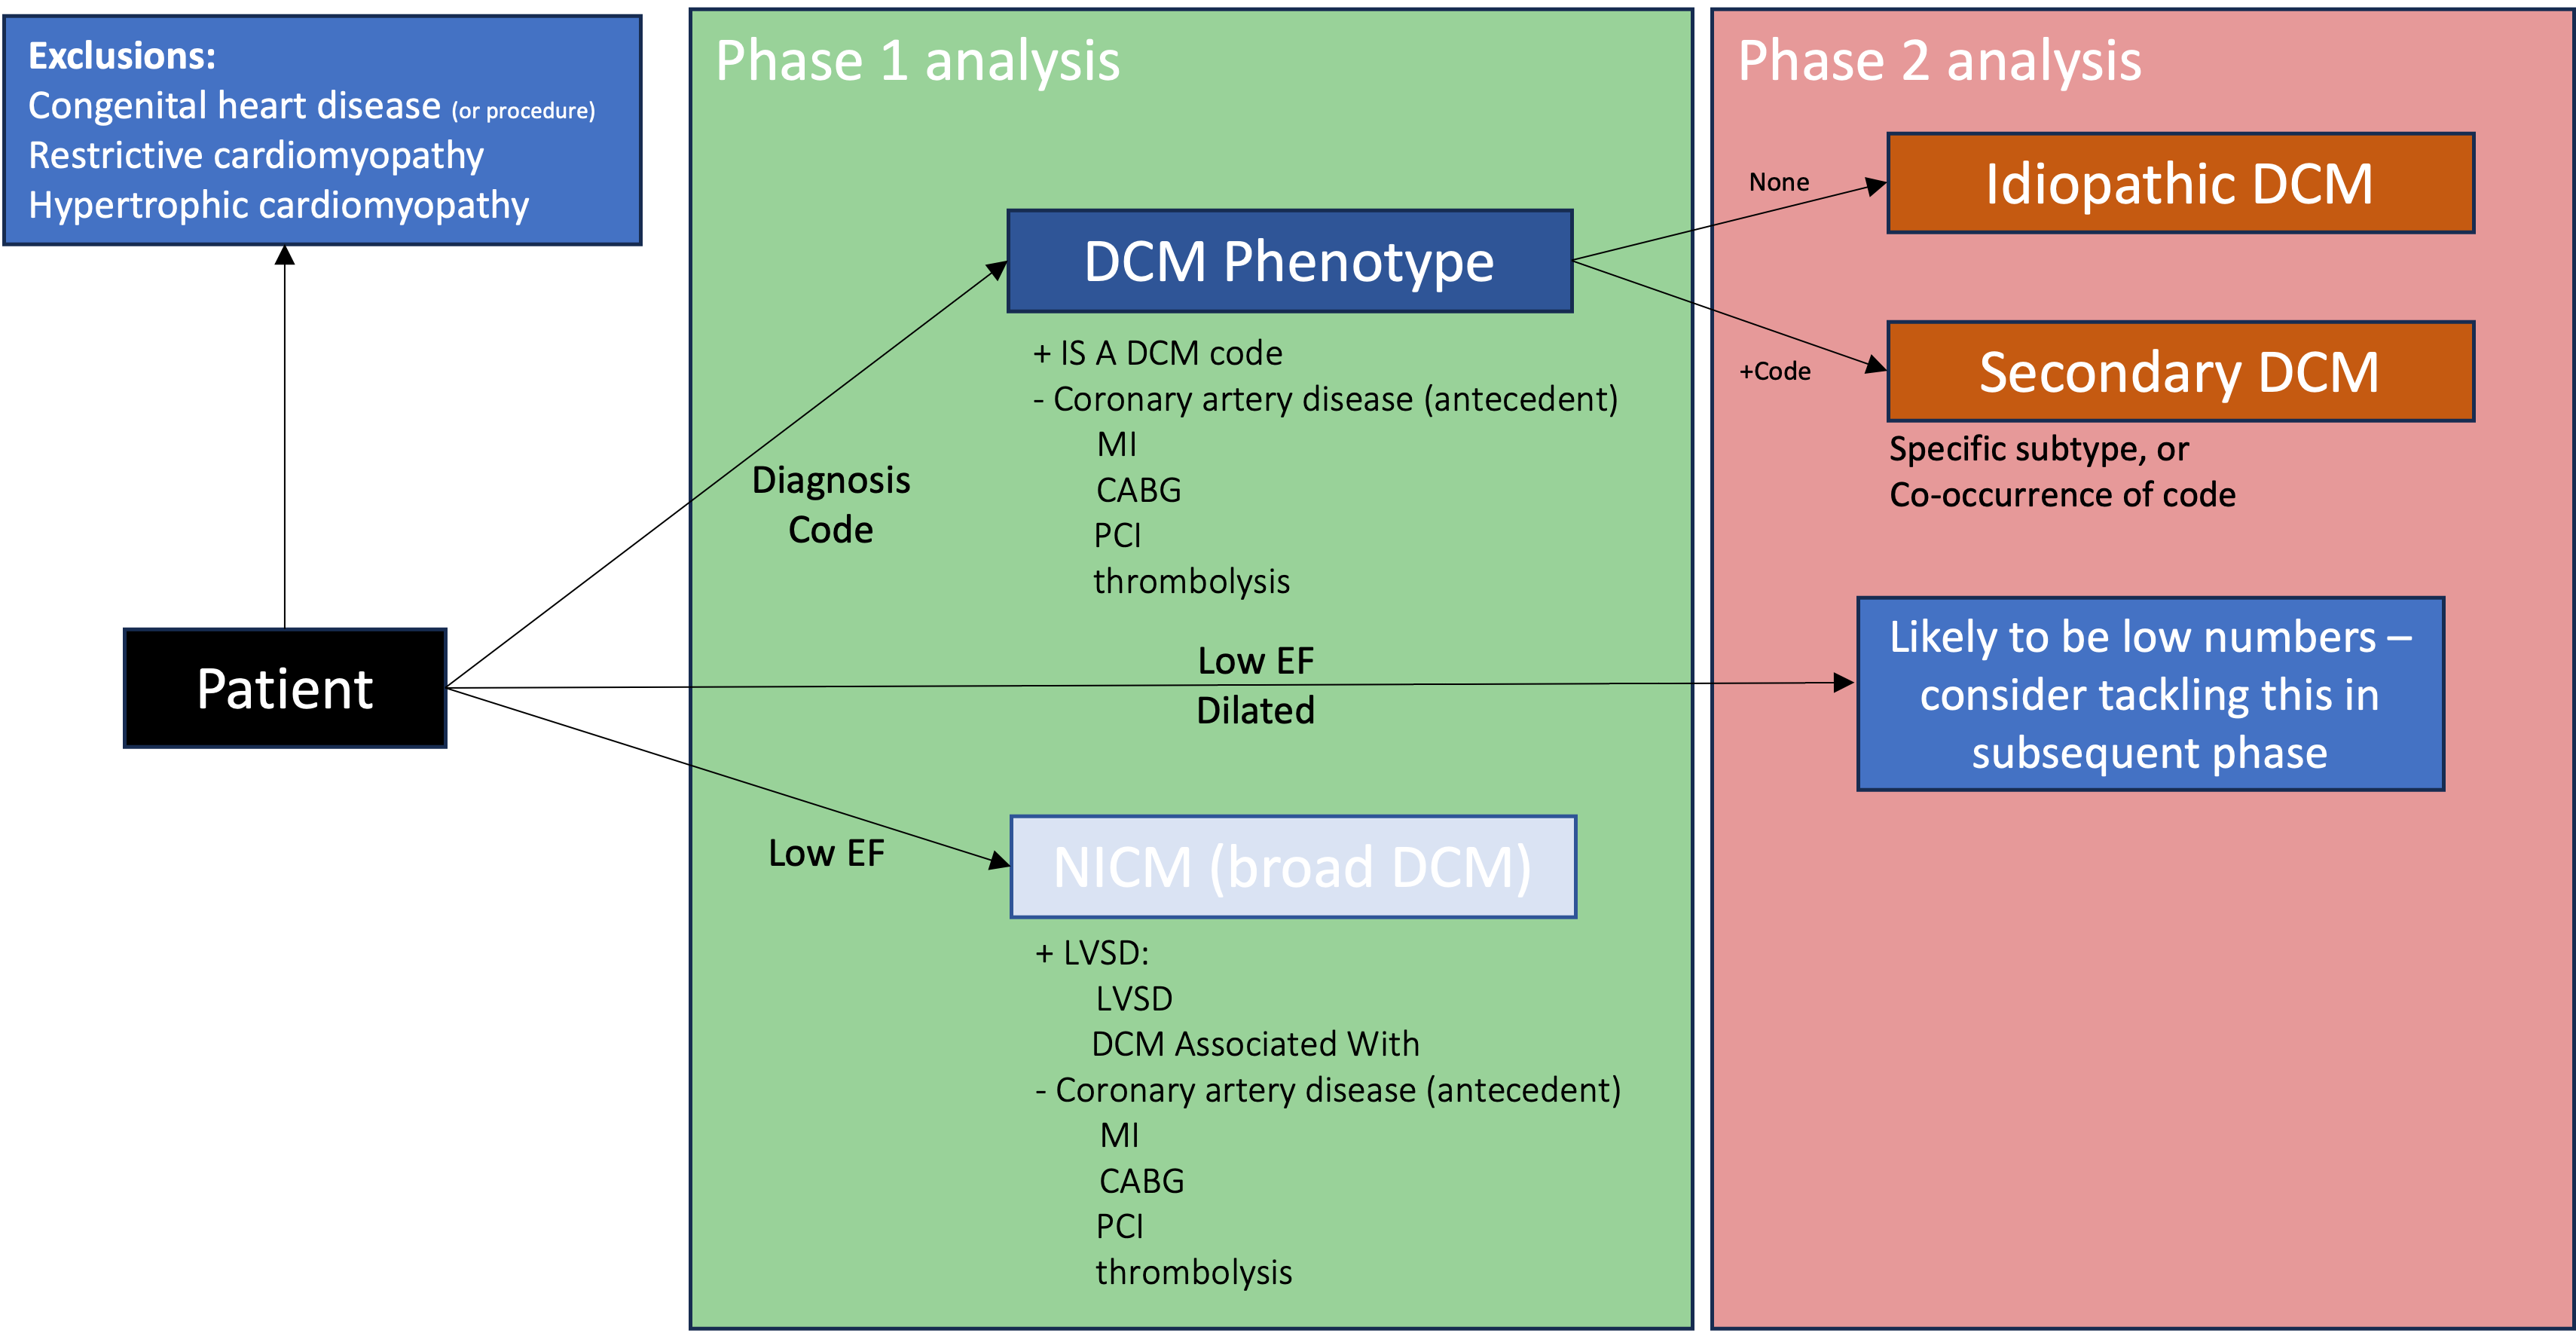 Exclusions:
Congenital heart disease (or procedure)
Restrictive cardiomyopathy
Hypertrophic cardiomyopathy
Patient
Phase 1 analysis
Diagnosis
Code
DCM Phenotype
+ IS A DCM code
- Coronary artery disease (antecedent)
MI
CABG
PCI
thrombolysis
Low EF
Dilated
Low EF
NICM (broad DCM)
+ LVSD:
LVSD
DCM Associated With
- Coronary artery disease (antecedent)
MI
CABG
PCI
thrombolysis
Phase 2 analysis
None
Idiopathic DCM
+Code
Secondary DCM
Specific subtype, or
Co-occurrence of code
Likely to be low numbers –
consider tackling this in
subsequent phase